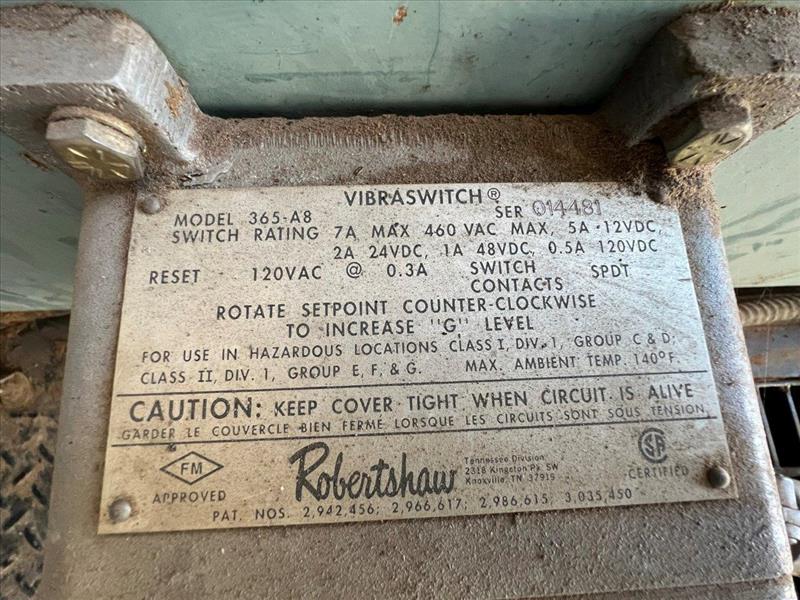 VIBRASWITCH®
MODEL 365-A8 SER 014481
SWITCH RATING 7A MAX 460 VAC MAX, 5A-12VDC,
2A 24VDC, 1A 48VDC, 0.5A 120VDC
RESET 120VAC @ 0.3A SWITCH CONTACTS SPDT
ROTATE SETPOINT COUNTER-CLOCKWISE
TO INCREASE "G" LEVEL
FOR USE IN HAZARDOUS LOCATIONS CLASS I, DIV. 1, GROUP C & D;
CLASS II, DIV. 1, GROUP E, F, & G. MAX. AMBIENT TEMP. 140°F.
CAUTION: KEEP COVER TIGHT WHEN CIRCUIT IS ALIVE
GARDER LE COUVERCLE BIEN FERME LORSQUE LES CIRCUITS SONT SOUS TENSION.
FM
APPROVED
Robertshaw
Tennessee Division
2318 Kingston Pk. SW
Knoxville, TN 37919
SA
CERTIFIED
PAT. NOS. 2,942,456; 2,966,617; 2,986,615; 3,035,450